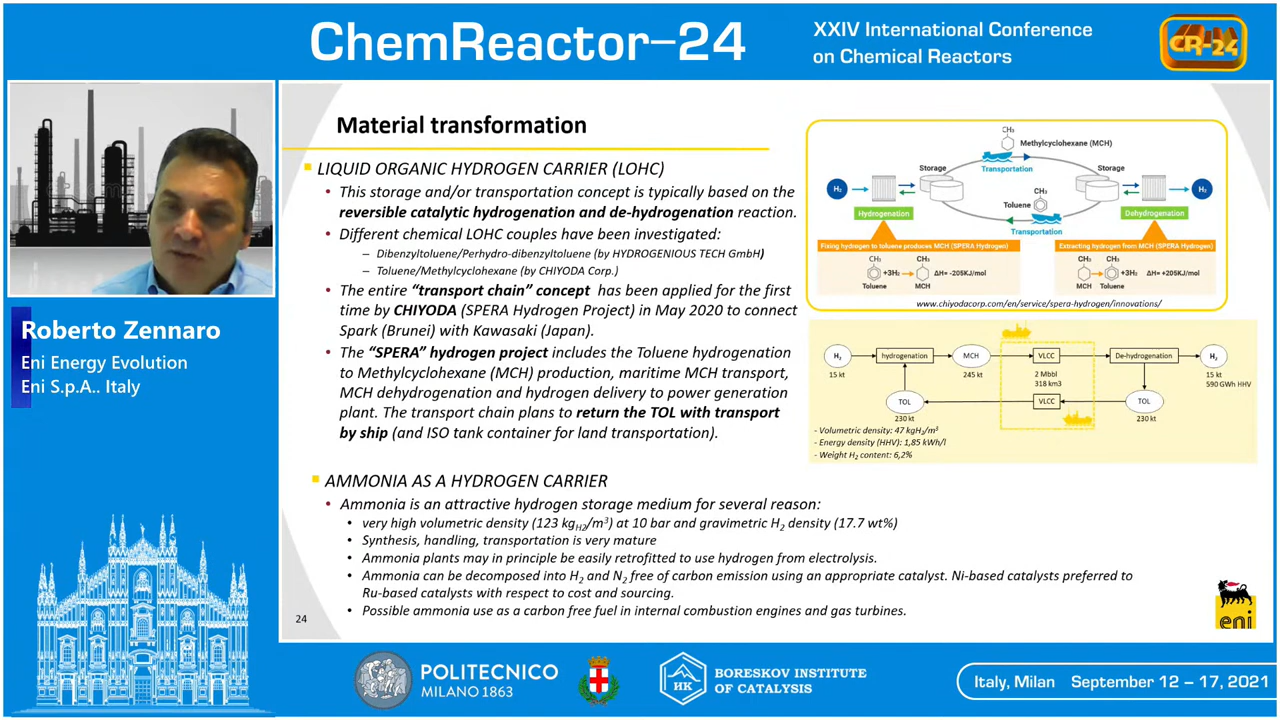 ChemReactor–24
XXIV International Conference
on Chemical Reactors
CR-24
Roberto Zennaro
Eni Energy Evolution
Eni S.p.A.. Italy
Material transformation
LIQUID ORGANIC HYDROGEN CARRIER (LOHC)
• This storage and/or transportation concept is typically based on the
reversible catalytic hydrogenation and de-hydrogenation reaction.
• Different chemical LOHC couples have been investigated:
– Dibenzyltoluene/Perhydro-dibenzyltoluene (by HYDROGENIOUS TECH GmbH)
– Toluene/Methylcyclohexane (by CHIYODA Corp.)
• The entire “transport chain” concept has been applied for the first
time by CHIYODA (SPERA Hydrogen Project) in May 2020 to connect
Spark (Brunei) with Kawasaki (Japan).
• The “SPERA” hydrogen project includes the Toluene hydrogenation
to Methylcyclohexane (MCH) production, maritime MCH transport,
MCH dehydrogenation and hydrogen delivery to power generation
plant. The transport chain plans to return the TOL with transport
by ship (and ISO tank container for land transportation).
CH₃
Methylcyclohexane (MCH)
Storage
Transportation
Storage
H₂
H₂
CH₃
Toluene
Hydrogenation
Dehydrogenation
Transportation
Fixing hydrogen to toluene produces MCH (SPERA Hydrogen)
CH₃ CH₃
+3H₂ ΔH= -205KJ/mol
Toluene MCH
Extracting hydrogen from MCH (SPERA Hydrogen)
CH₃ CH₃
+3H₂ ΔH= +205KJ/mol
MCH Toluene
www.chiyodacorp.com/en/service/spera-hydrogen/innovations/
H₂ hydrogenation MCH VLCC De-hydrogenation H₂
15 kt 245 kt 2 Mbbl 15 kt
318 km3 590 GWh HHV
TOL VLCC TOL
230 kt 230 kt
- Volumetric density: 47 kgH₂/m³
- Energy density (HHV): 1,85 kWh/l
- Weight H₂ content: 6,2%
AMMONIA AS A HYDROGEN CARRIER
• Ammonia is an attractive hydrogen storage medium for several reason:
• very high volumetric density (123 kgH2/m³) at 10 bar and gravimetric H₂ density (17.7 wt%)
• Synthesis, handling, transportation is very mature
• Ammonia plants may in principle be easily retrofitted to use hydrogen from electrolysis.
• Ammonia can be decomposed into H₂ and N₂ free of carbon emission using an appropriate catalyst. Ni-based catalysts preferred to
Ru-based catalysts with respect to cost and sourcing.
• Possible ammonia use as a carbon free fuel in internal combustion engines and gas turbines.
24
eni
POLITECNICO
MILANO 1863
HK
BORESKOV INSTITUTE
OF CATALYSIS
Italy, Milan September 12 – 17, 2021